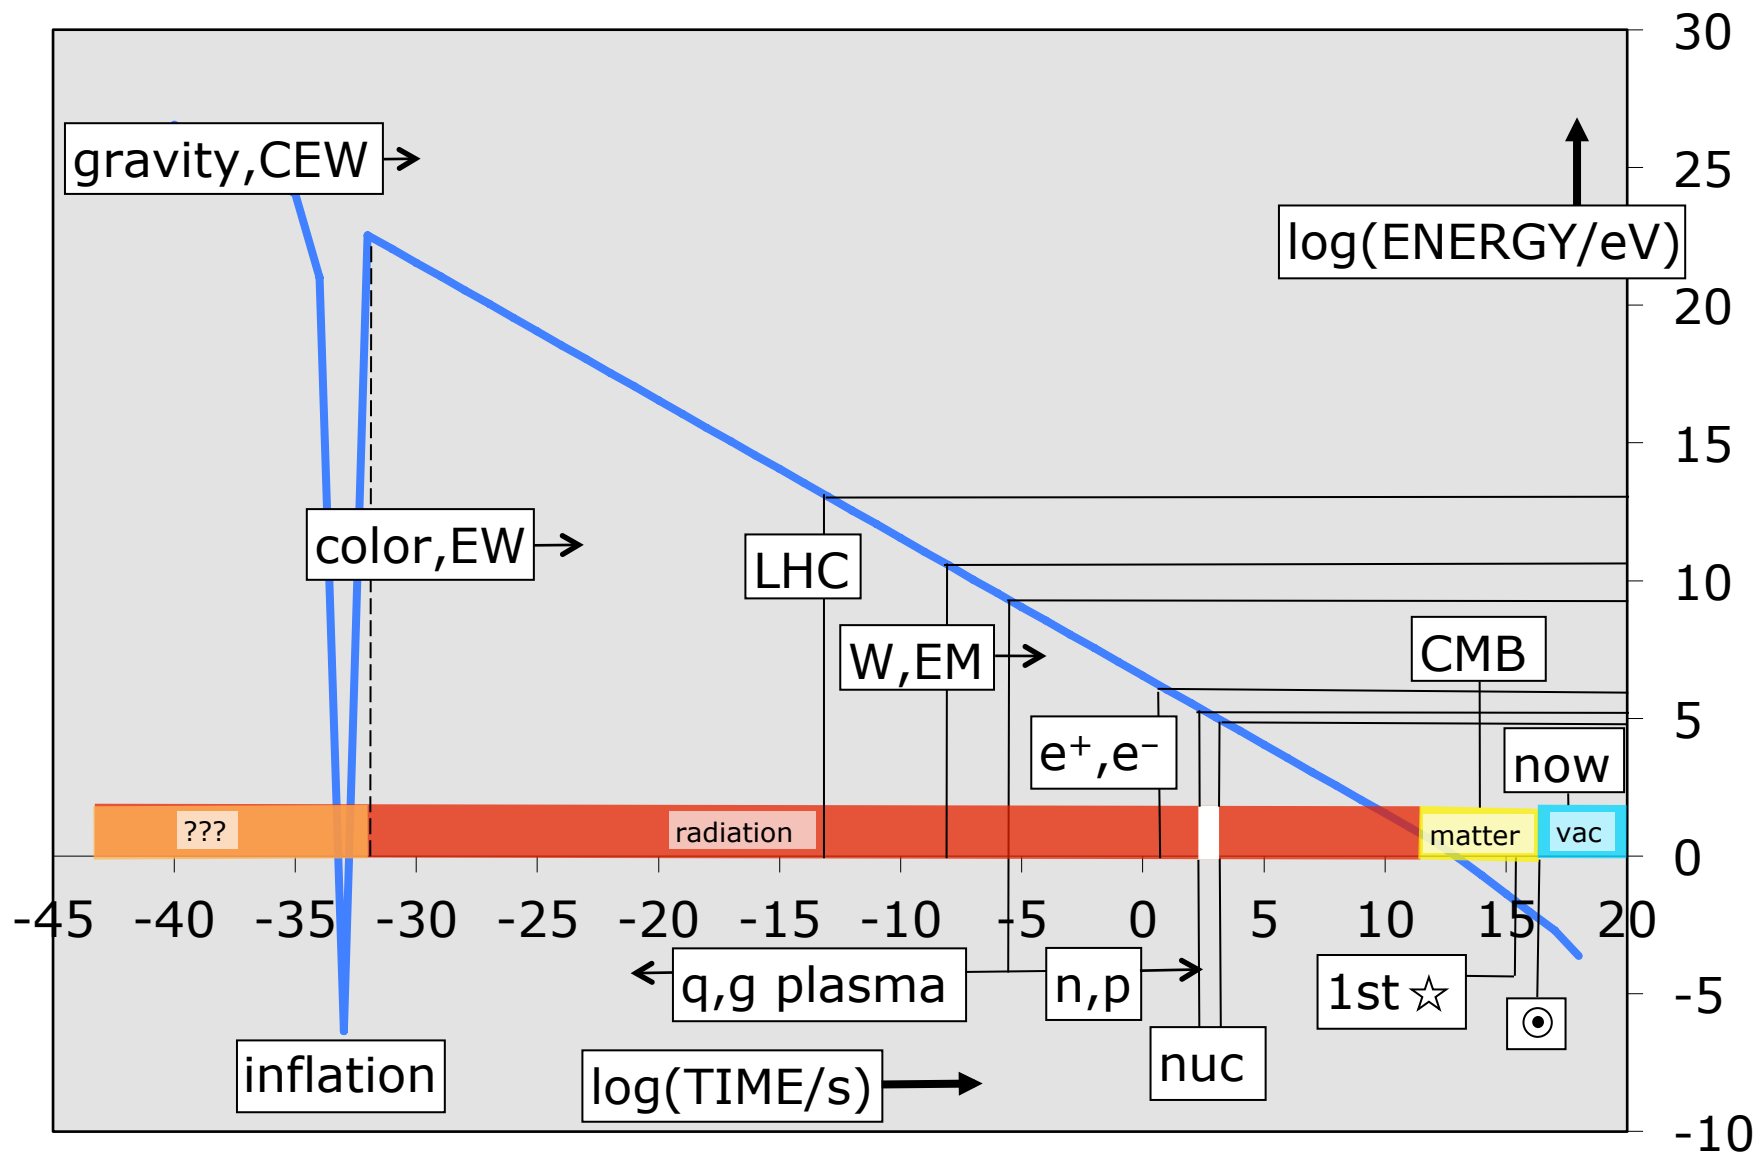 30
gravity,CEW
25
log(ENERGY/eV)
20
15
color,EW
LHC
10
W,EM
CMB
e⁺,e⁻
5
now
???
radiation
matter
vac
0
-45 -40 -35 -30 -25 -20 -15 -10 -5 0 5 10 15 20
q,g plasma
n,p
1st ☆
-5
☉
nuc
inflation
log(TIME/s)
-10